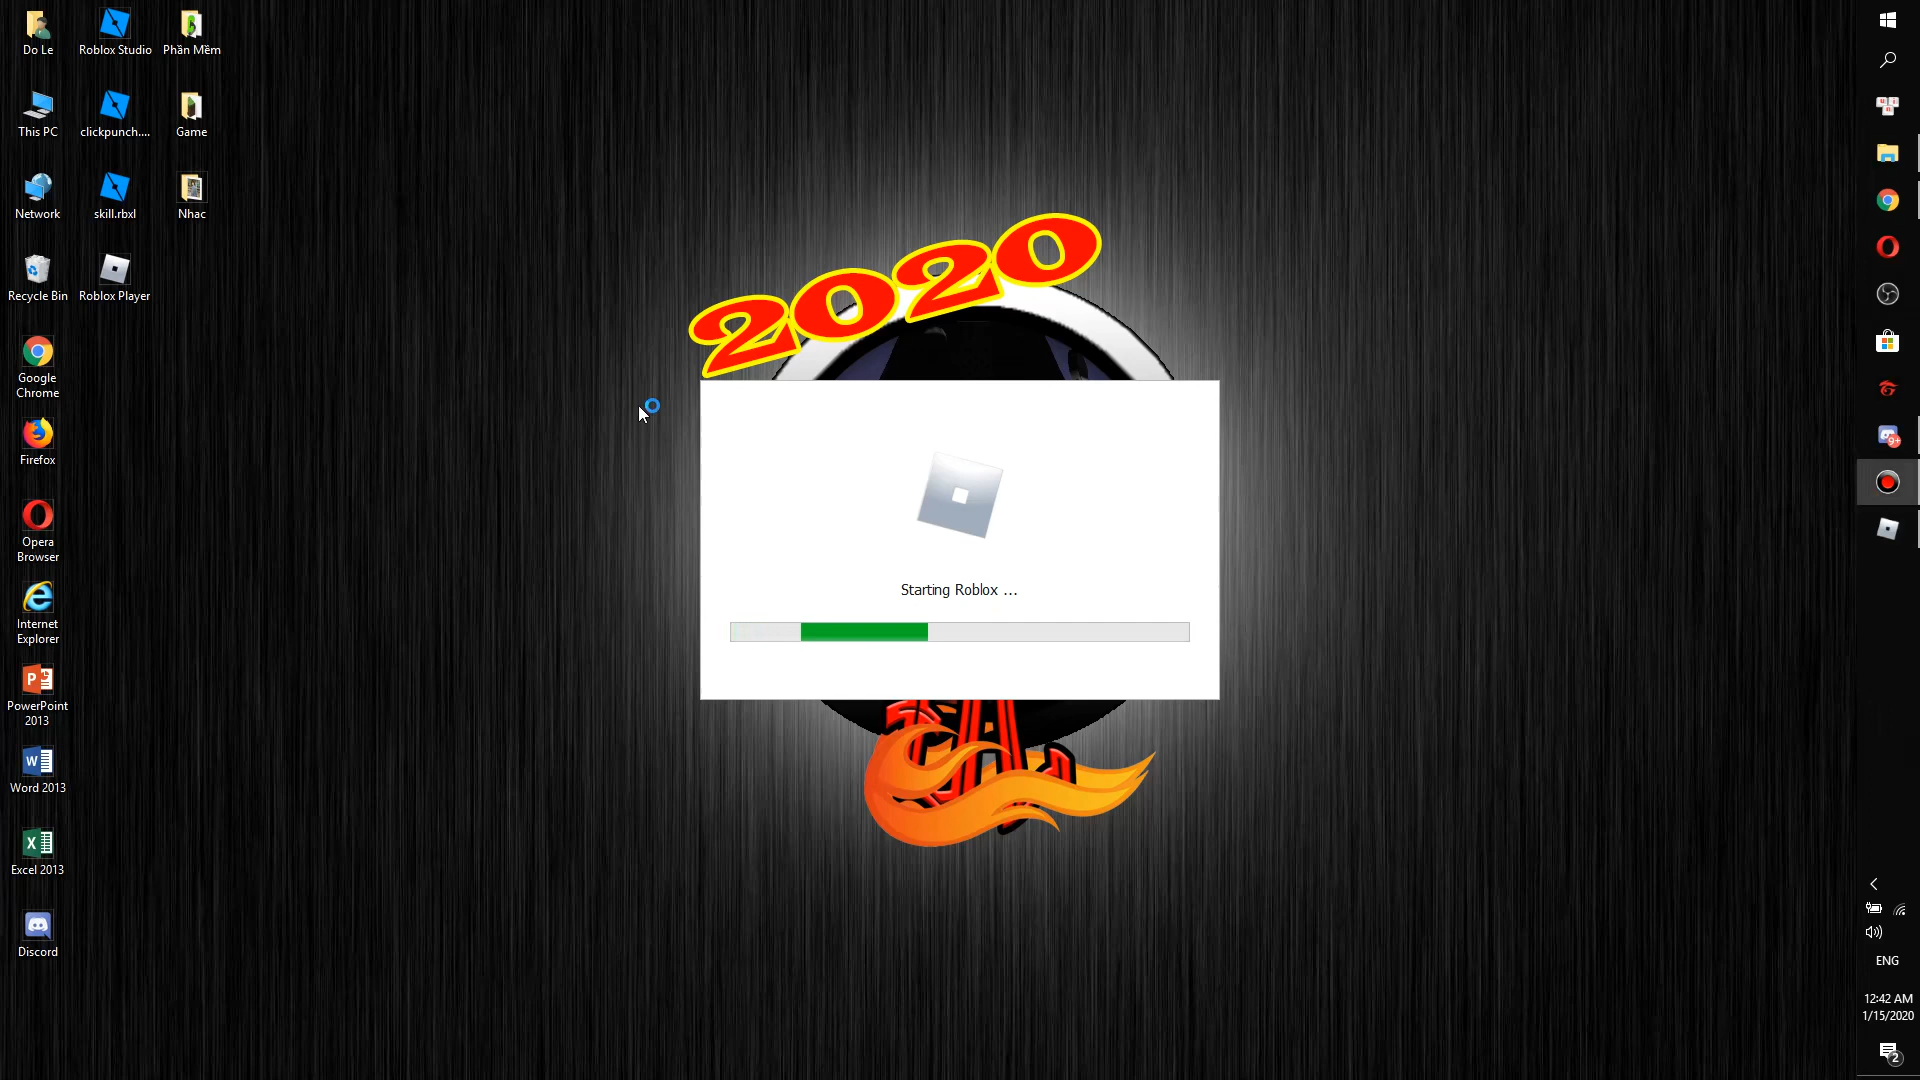 Do Le
Roblox Studio
Phần Mềm
This PC
clickpunch....
Game
Network
skill.rbxl
Nhac
Recycle Bin
Roblox Player
Google
Chrome
Firefox
Opera
Browser
Internet
Explorer
PowerPoint
2013
Word 2013
Excel 2013
Discord
2020
Starting Roblox ...
9+
ENG
12:42 AM
1/15/2020
2